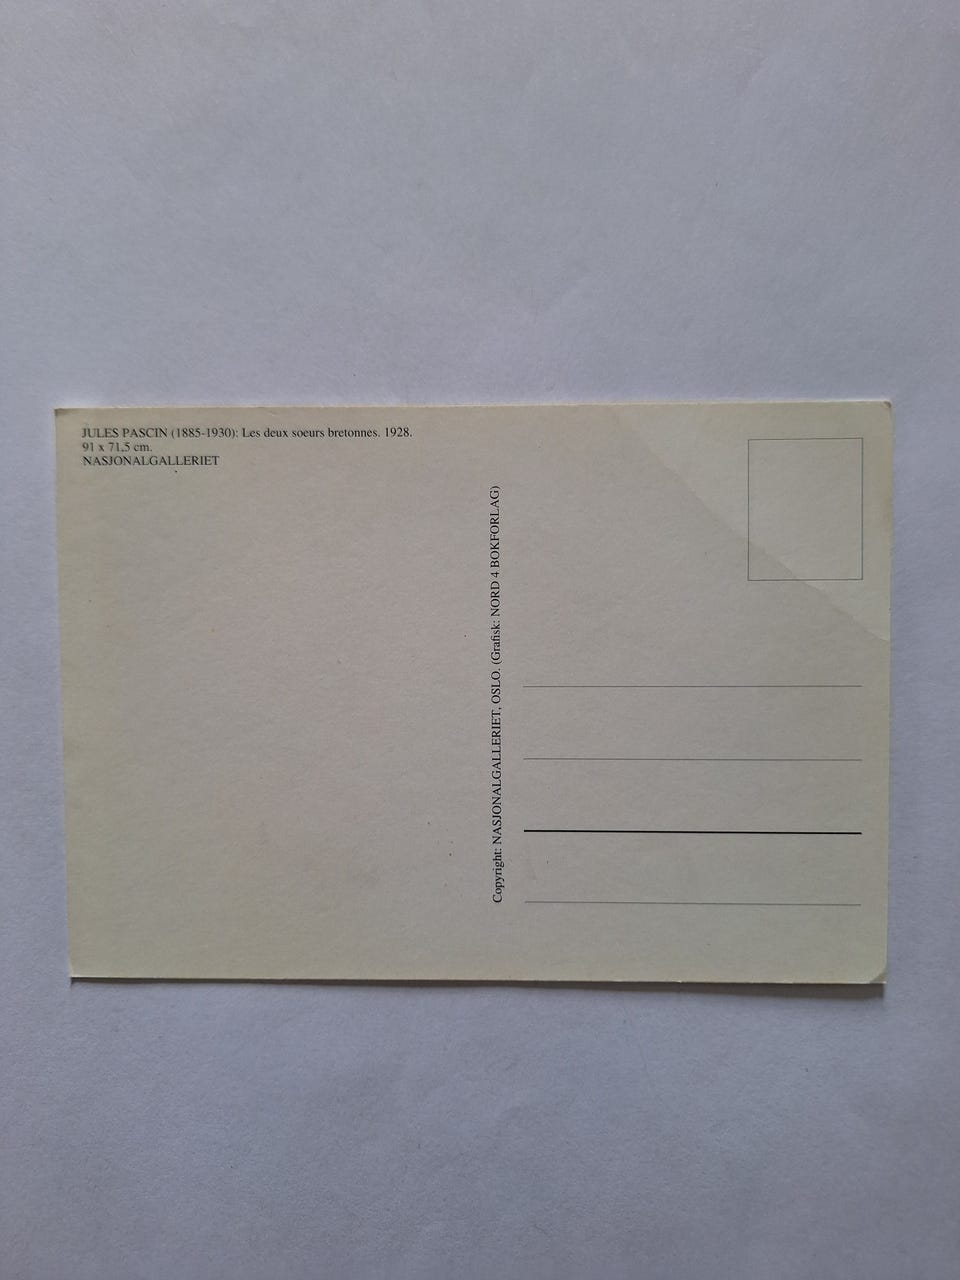 JULES PASCIN (1885-1930): Les deux soeurs bretonnes. 1928.
91 x 71,5 cm.
NASJONALGALLERIET
Copyright: NASJONALGALLERIET, OSLO. (Grafisk: NORD 4 BOKFORLAG)